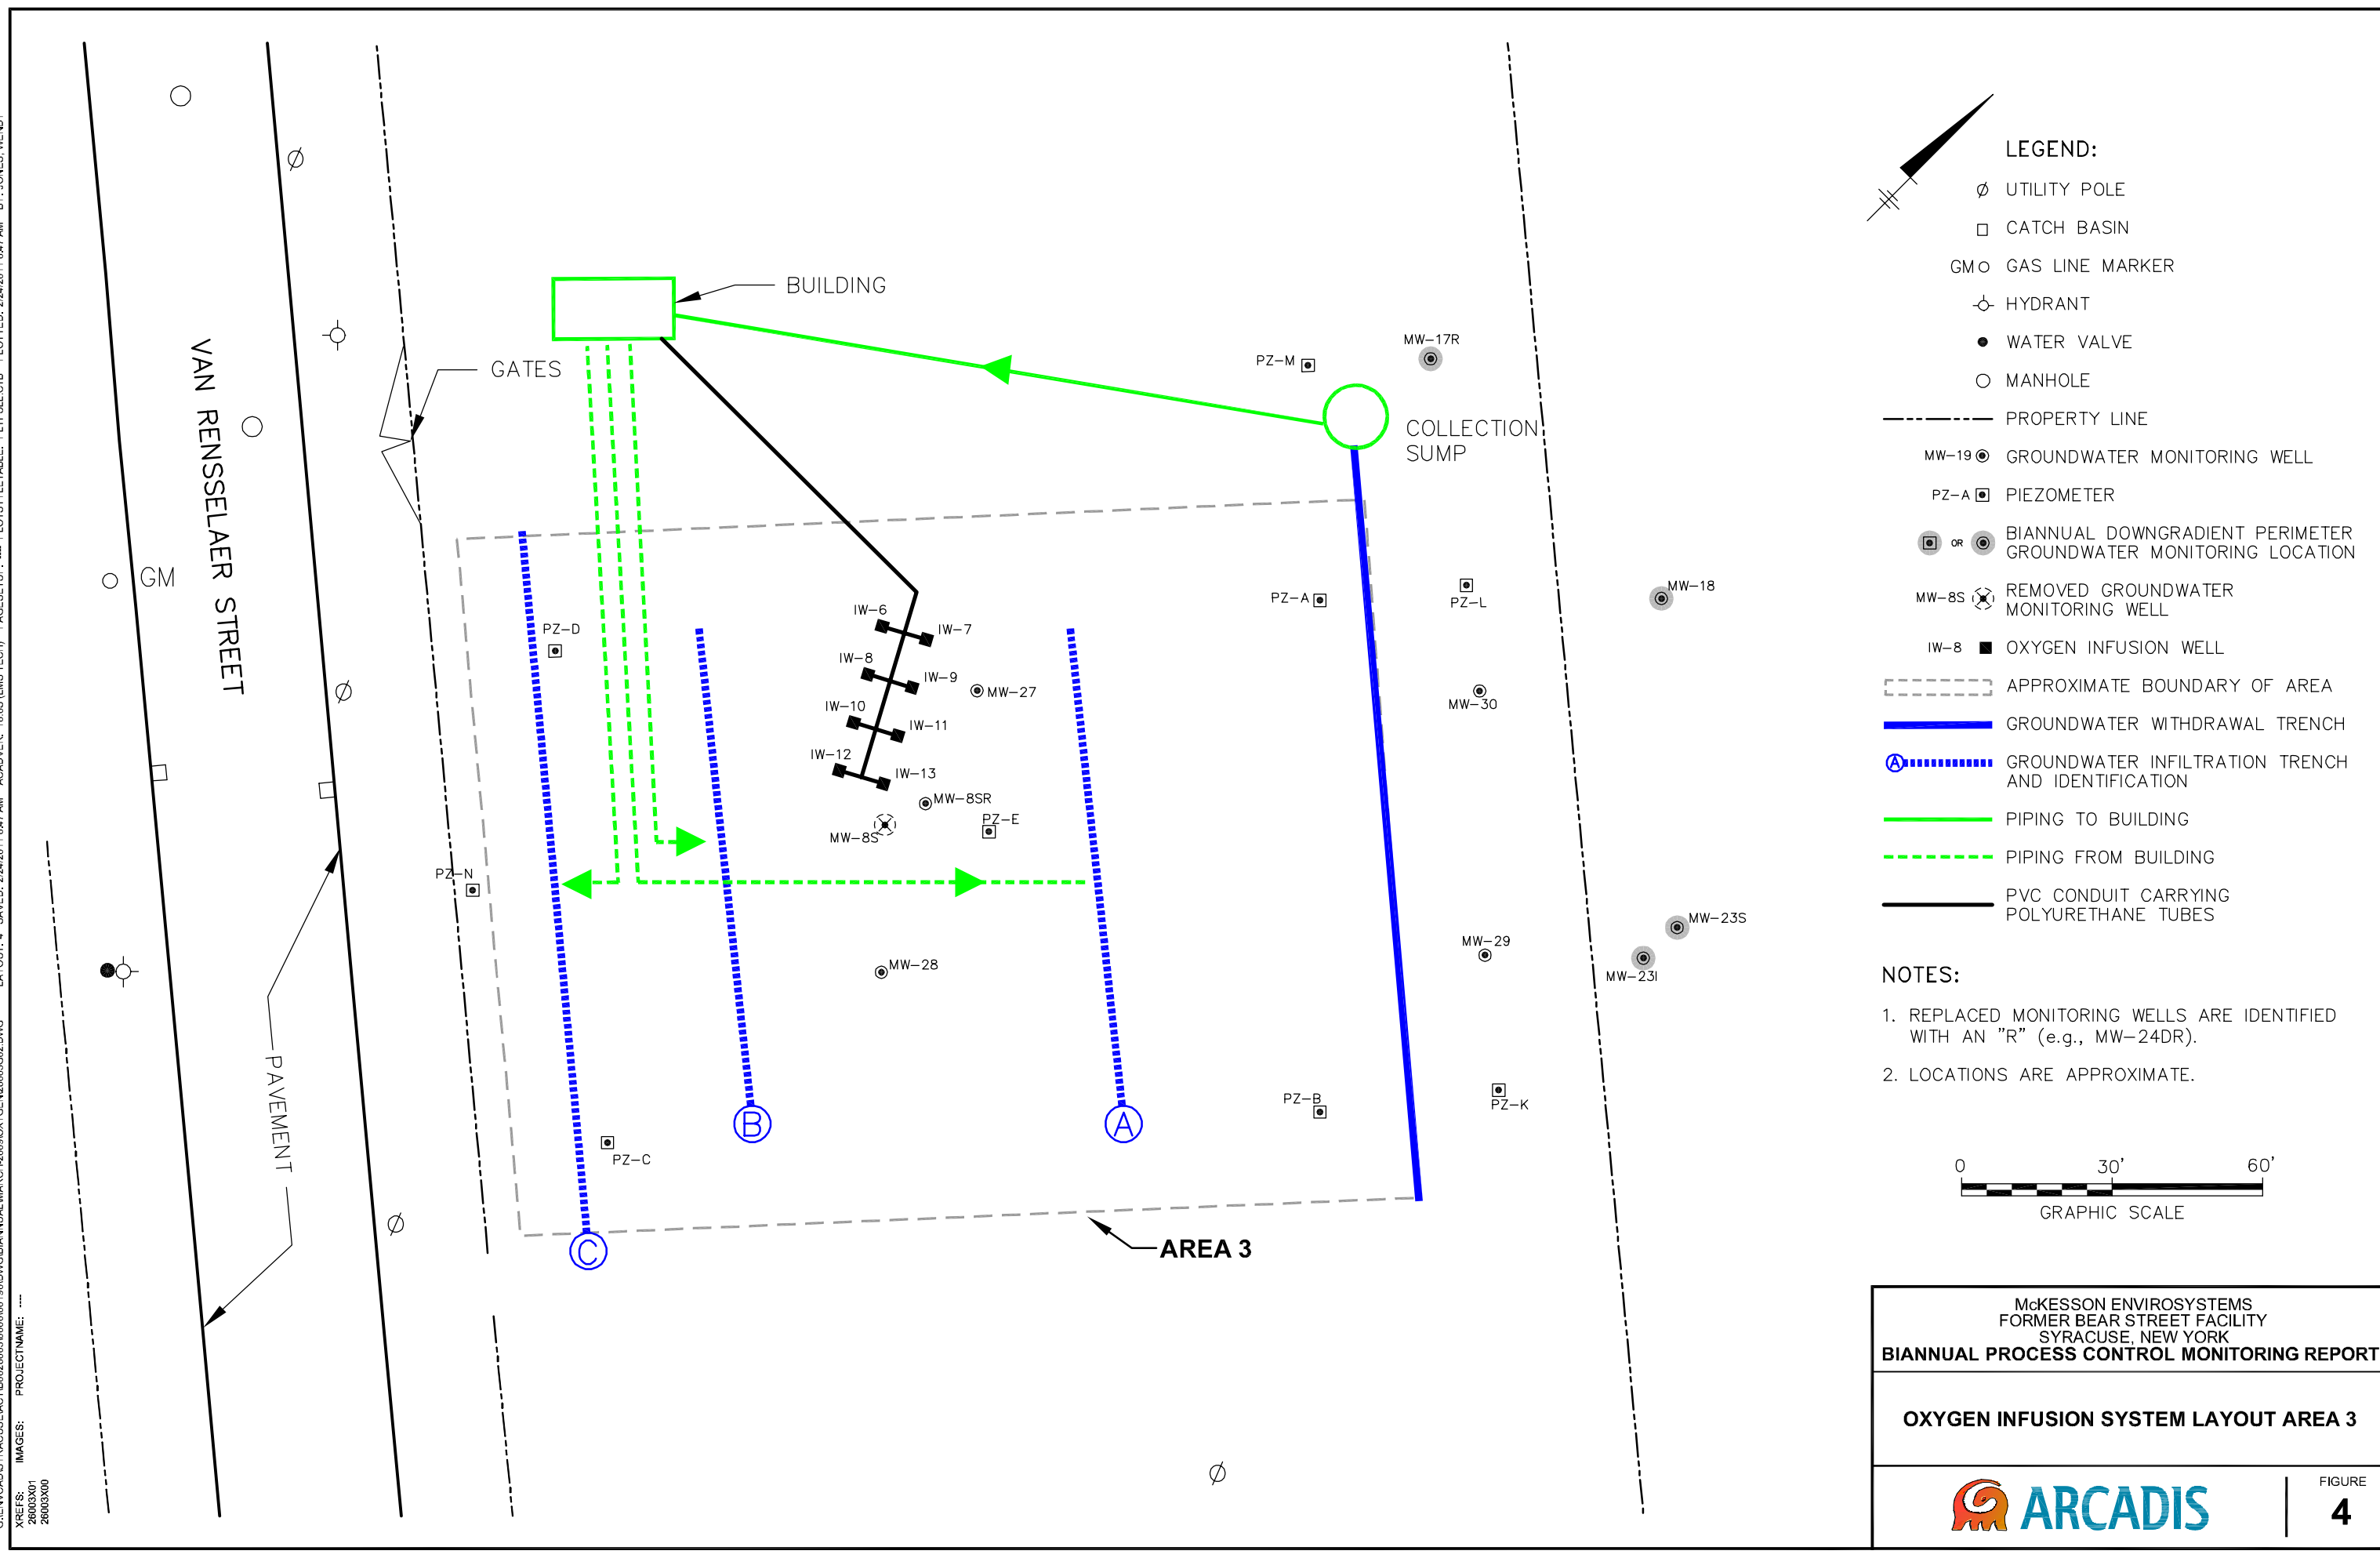 BUILDING
GATES
VAN RENSSELAER STREET
GM
PAVEMENT
COLLECTION
SUMP
PZ-M
MW-17R
PZ-A
PZ-L
MW-18
IW-6
IW-7
IW-8
IW-9
IW-10
IW-11
IW-12
IW-13
PZ-D
MW-27
MW-30
MW-8SR
MW-8S
PZ-E
PZ-N
MW-28
MW-29
MW-23S
MW-23I
PZ-B
PZ-K
PZ-C
A
B
C
AREA 3
LEGEND:
UTILITY POLE
CATCH BASIN
GM GAS LINE MARKER
HYDRANT
WATER VALVE
MANHOLE
PROPERTY LINE
MW-19 GROUNDWATER MONITORING WELL
PZ-A PIEZOMETER
OR BIANNUAL DOWNGRADIENT PERIMETER
GROUNDWATER MONITORING LOCATION
MW-8S REMOVED GROUNDWATER
MONITORING WELL
IW-8 OXYGEN INFUSION WELL
APPROXIMATE BOUNDARY OF AREA
GROUNDWATER WITHDRAWAL TRENCH
A GROUNDWATER INFILTRATION TRENCH
AND IDENTIFICATION
PIPING TO BUILDING
PIPING FROM BUILDING
PVC CONDUIT CARRYING
POLYURETHANE TUBES
NOTES:
1. REPLACED MONITORING WELLS ARE IDENTIFIED
WITH AN "R" (e.g., MW-24DR).
2. LOCATIONS ARE APPROXIMATE.
0 30' 60'
GRAPHIC SCALE
McKESSON ENVIROSYSTEMS
FORMER BEAR STREET FACILITY
SYRACUSE, NEW YORK
BIANNUAL PROCESS CONTROL MONITORING REPORT
OXYGEN INFUSION SYSTEM LAYOUT AREA 3
ARCADIS
FIGURE
4
XREFS: IMAGES: PROJECTNAME: ----
26003X01
26003X00